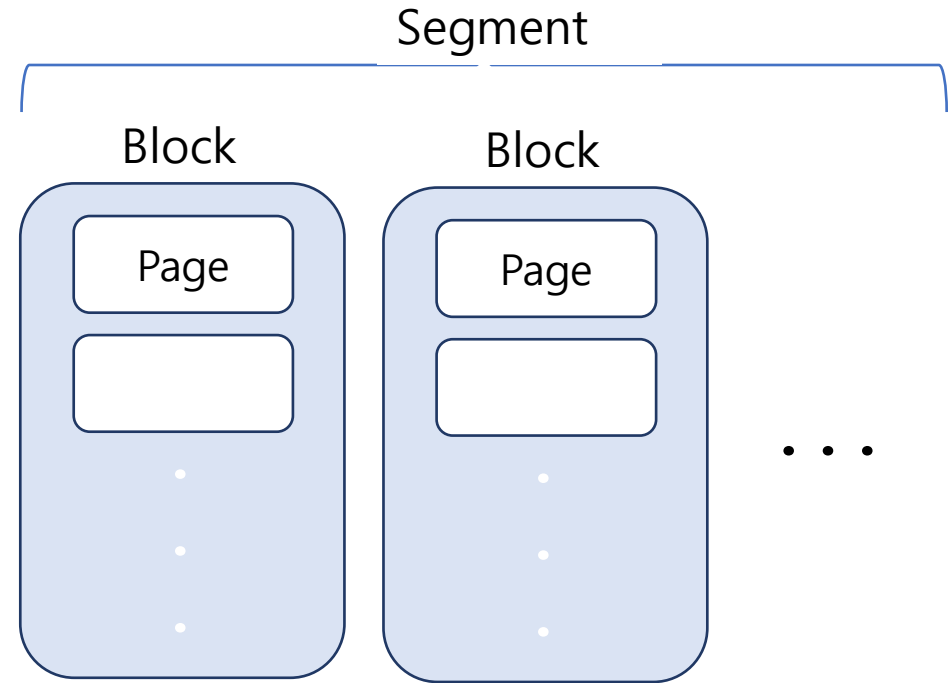 Segment
Block
Block
Page
Page
. . .